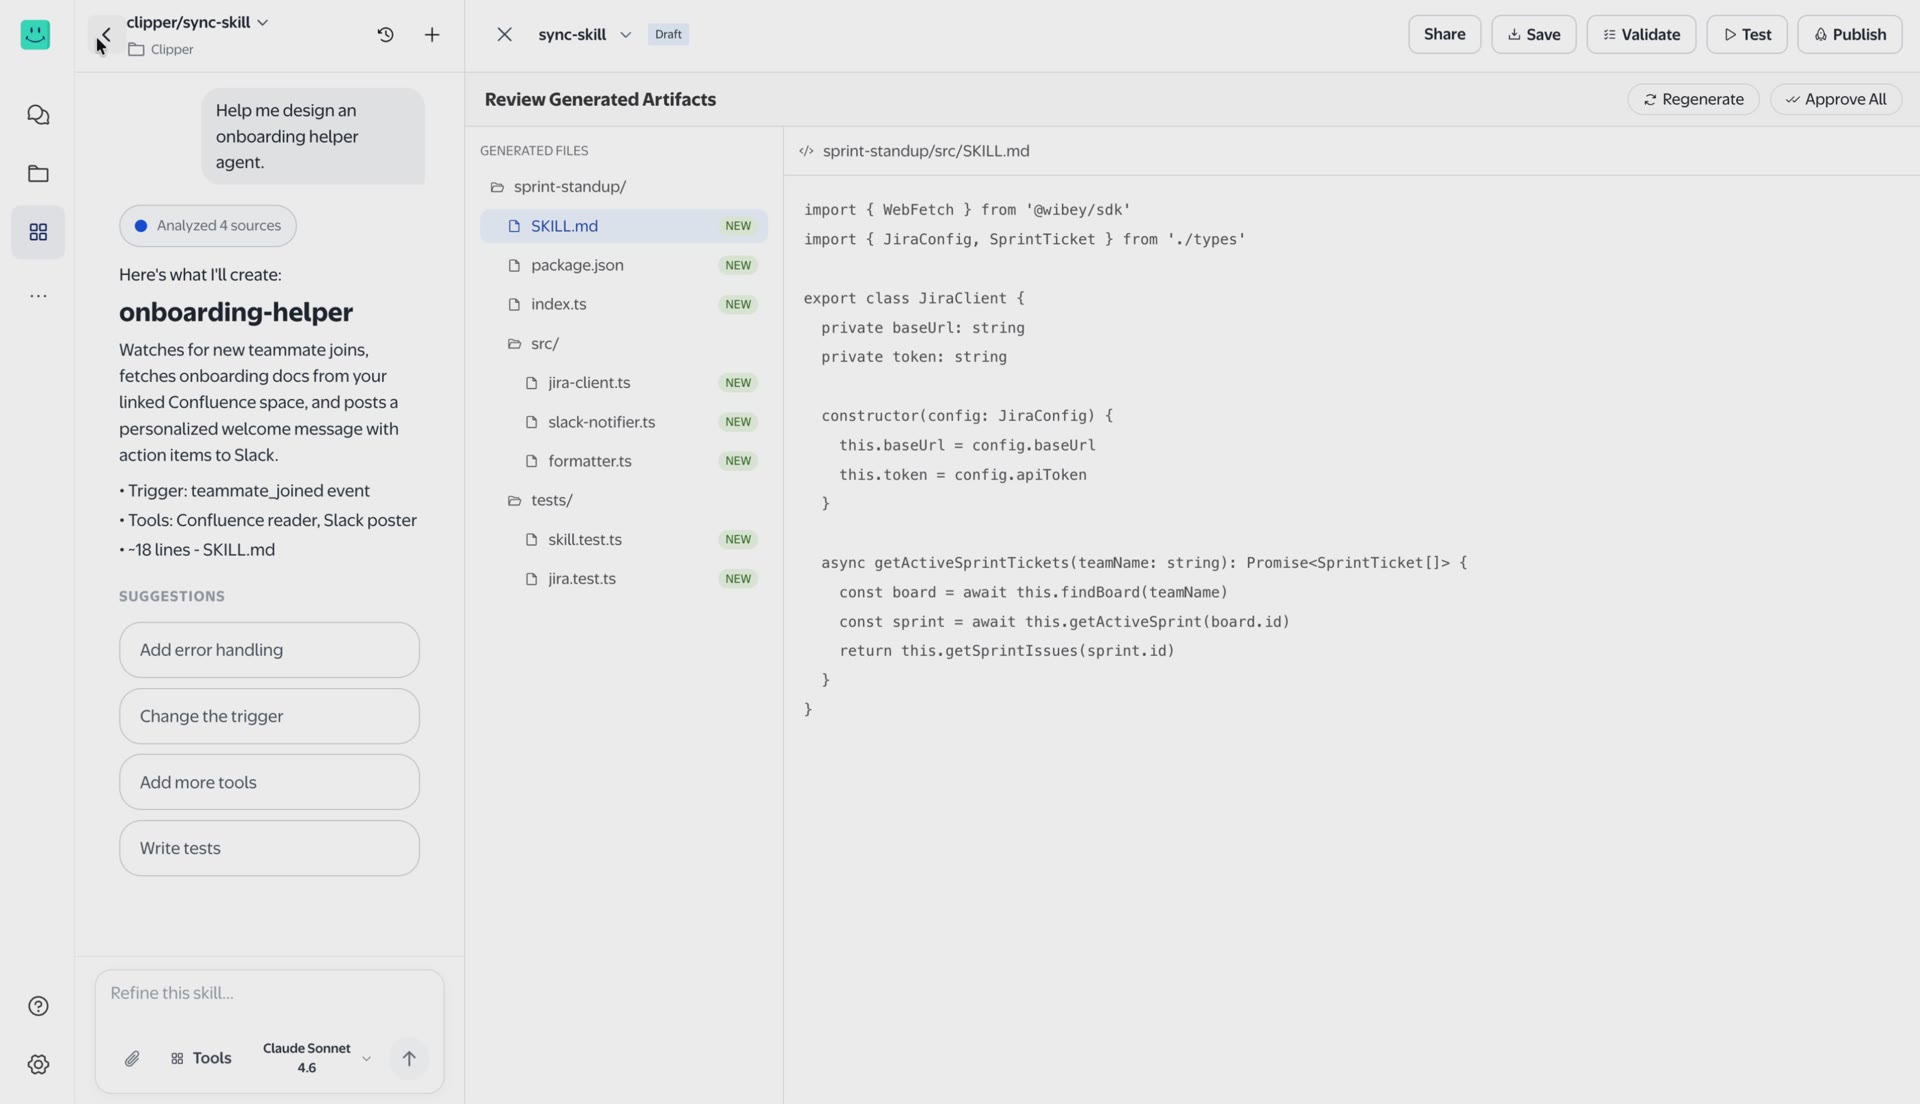 clipper/sync-skill
Clipper
Help me design an
onboarding helper
agent.
Analyzed 4 sources
Here's what I'll create:
onboarding-helper
Watches for new teammate joins,
fetches onboarding docs from your
linked Confluence space, and posts a
personalized welcome message with
action items to Slack.
• Trigger: teammate_joined event
• Tools: Confluence reader, Slack poster
• ~18 lines - SKILL.md
SUGGESTIONS
Add error handling
Change the trigger
Add more tools
Write tests
Refine this skill...
Tools
Claude Sonnet
4.6
sync-skill
Draft
Share
Save
Validate
Test
Publish
Review Generated Artifacts
Regenerate
Approve All
GENERATED FILES
sprint-standup/
SKILL.md NEW
package.json NEW
index.ts NEW
src/
jira-client.ts NEW
slack-notifier.ts NEW
formatter.ts NEW
tests/
skill.test.ts NEW
jira.test.ts NEW
</> sprint-standup/src/SKILL.md
import { WebFetch } from '@wibey/sdk'
import { JiraConfig, SprintTicket } from './types'
export class JiraClient {
private baseUrl: string
private token: string
constructor(config: JiraConfig) {
this.baseUrl = config.baseUrl
this.token = config.apiToken
}
async getActiveSprintTickets(teamName: string): Promise<SprintTicket[]> {
const board = await this.findBoard(teamName)
const sprint = await this.getActiveSprint(board.id)
return this.getSprintIssues(sprint.id)
}
}